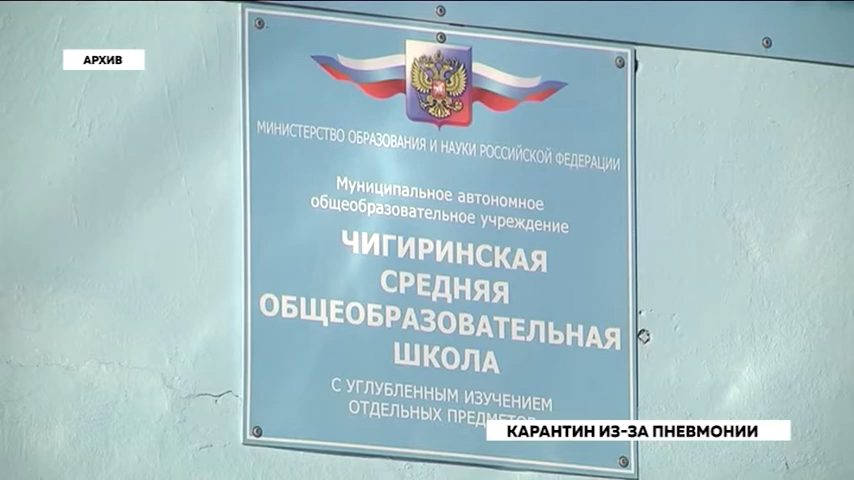 АРХИВ
МИНИСТЕРСТВО ОБРАЗОВАНИЯ И НАУКИ РОССИЙСКОЙ ФЕДЕРАЦИИ
Муниципальное автономное
общеобразовательное учреждение
ЧИГИРИНСКАЯ
СРЕДНЯЯ
ОБЩЕОБРАЗОВАТЕЛЬНАЯ
ШКОЛА
С УГЛУБЛЕННЫМ ИЗУЧЕНИЕМ
ОТДЕЛЬНЫХ ПРЕДМЕТОВ
КАРАНТИН ИЗ-ЗА ПНЕВМОНИИ